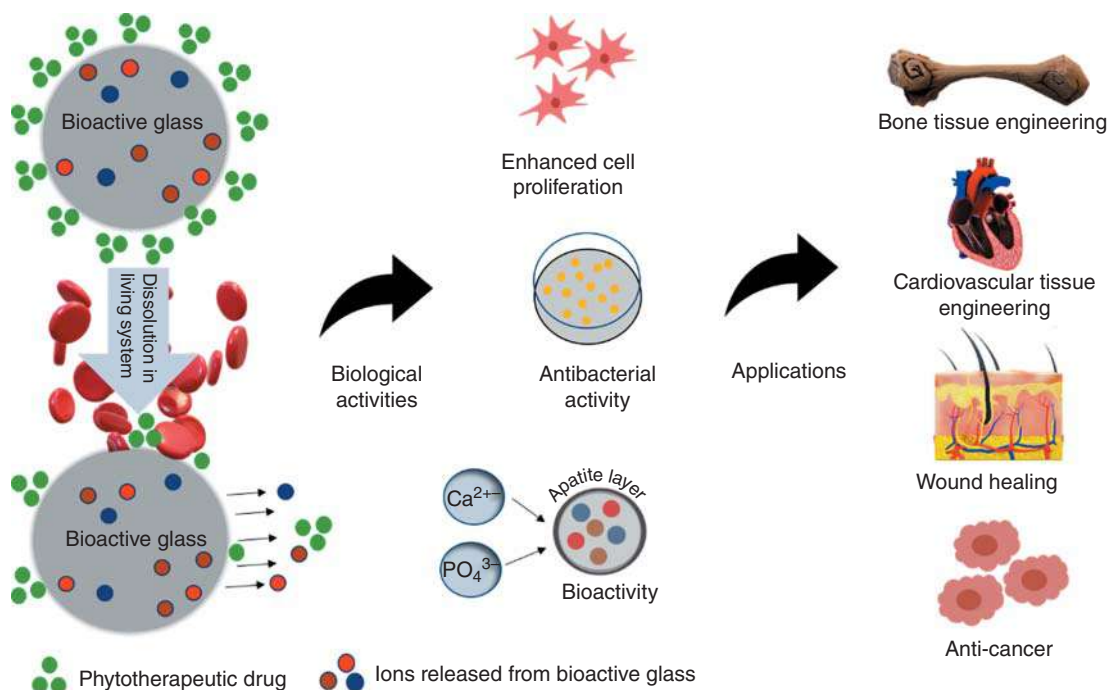 Bioactive glass
Dissolution in
living system
Bioactive glass
Biological
activities
Enhanced cell
proliferation
Antibacterial
activity
Ca²⁺⁻
PO₄³⁻
Apatite layer
Bioactivity
Applications
Bone tissue engineering
Cardiovascular tissue
engineering
Wound healing
Anti-cancer
Phytotherapeutic drug
Ions released from bioactive glass